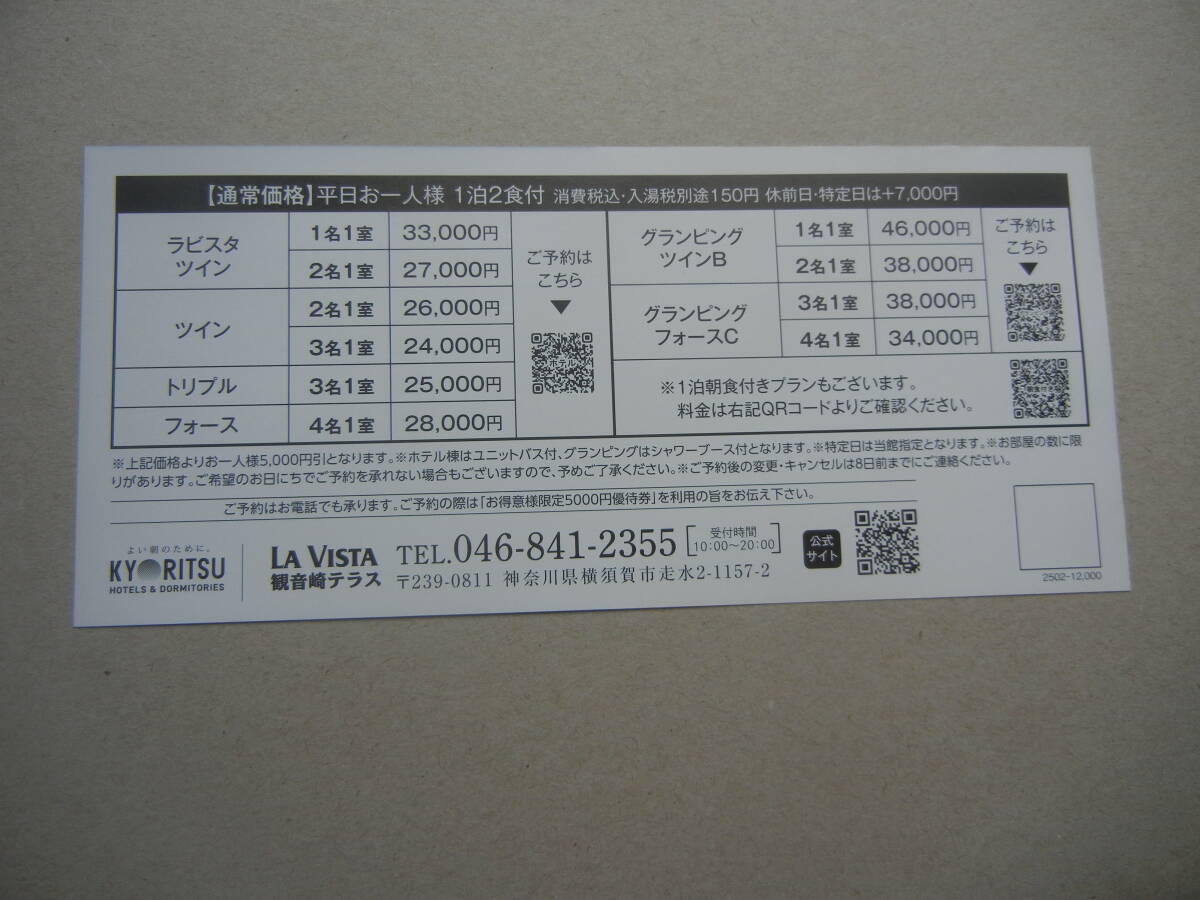 【通常価格】平日お一人様 1泊2食付 消費税込・入湯税別途150円 休前日・特定日は+7,000円
ラビスタ
ツイン
1名1室 33,000円
2名1室 27,000円
ツイン
2名1室 26,000円
3名1室 24,000円
トリプル 3名1室 25,000円
フォース 4名1室 28,000円
ご予約は
こちら
▼
ホテル
グランピング
ツインB
1名1室 46,000円
2名1室 38,000円
グランピング
フォースC
3名1室 38,000円
4名1室 34,000円
ご予約は
こちら
▼
※1泊朝食付きプランもございます。
料金は右記QRコードよりご確認ください。
朝食付き
※上記価格よりお一人様5,000円引となります。※ホテル棟はユニットバス付、グランピングはシャワーブース付となります。※特定日は当館指定となります。※お部屋の数に限
りがあります。ご希望のお日にちでご予約を承れない場合もございますので、予めご了承ください。※ご予約後の変更・キャンセルは8日前までにご連絡ください。
ご予約はお電話でも承ります。ご予約の際は「お得意様限定5000円優待券」を利用の旨をお伝え下さい。
よい朝のために。
KYORITSU
HOTELS & DORMITORIES
LA VISTA
観音崎テラス
TEL.046-841-2355 [受付時間 10:00〜20:00]
〒239-0811 神奈川県横須賀市走水2-1157-2
公式
サイト
2502-12,000